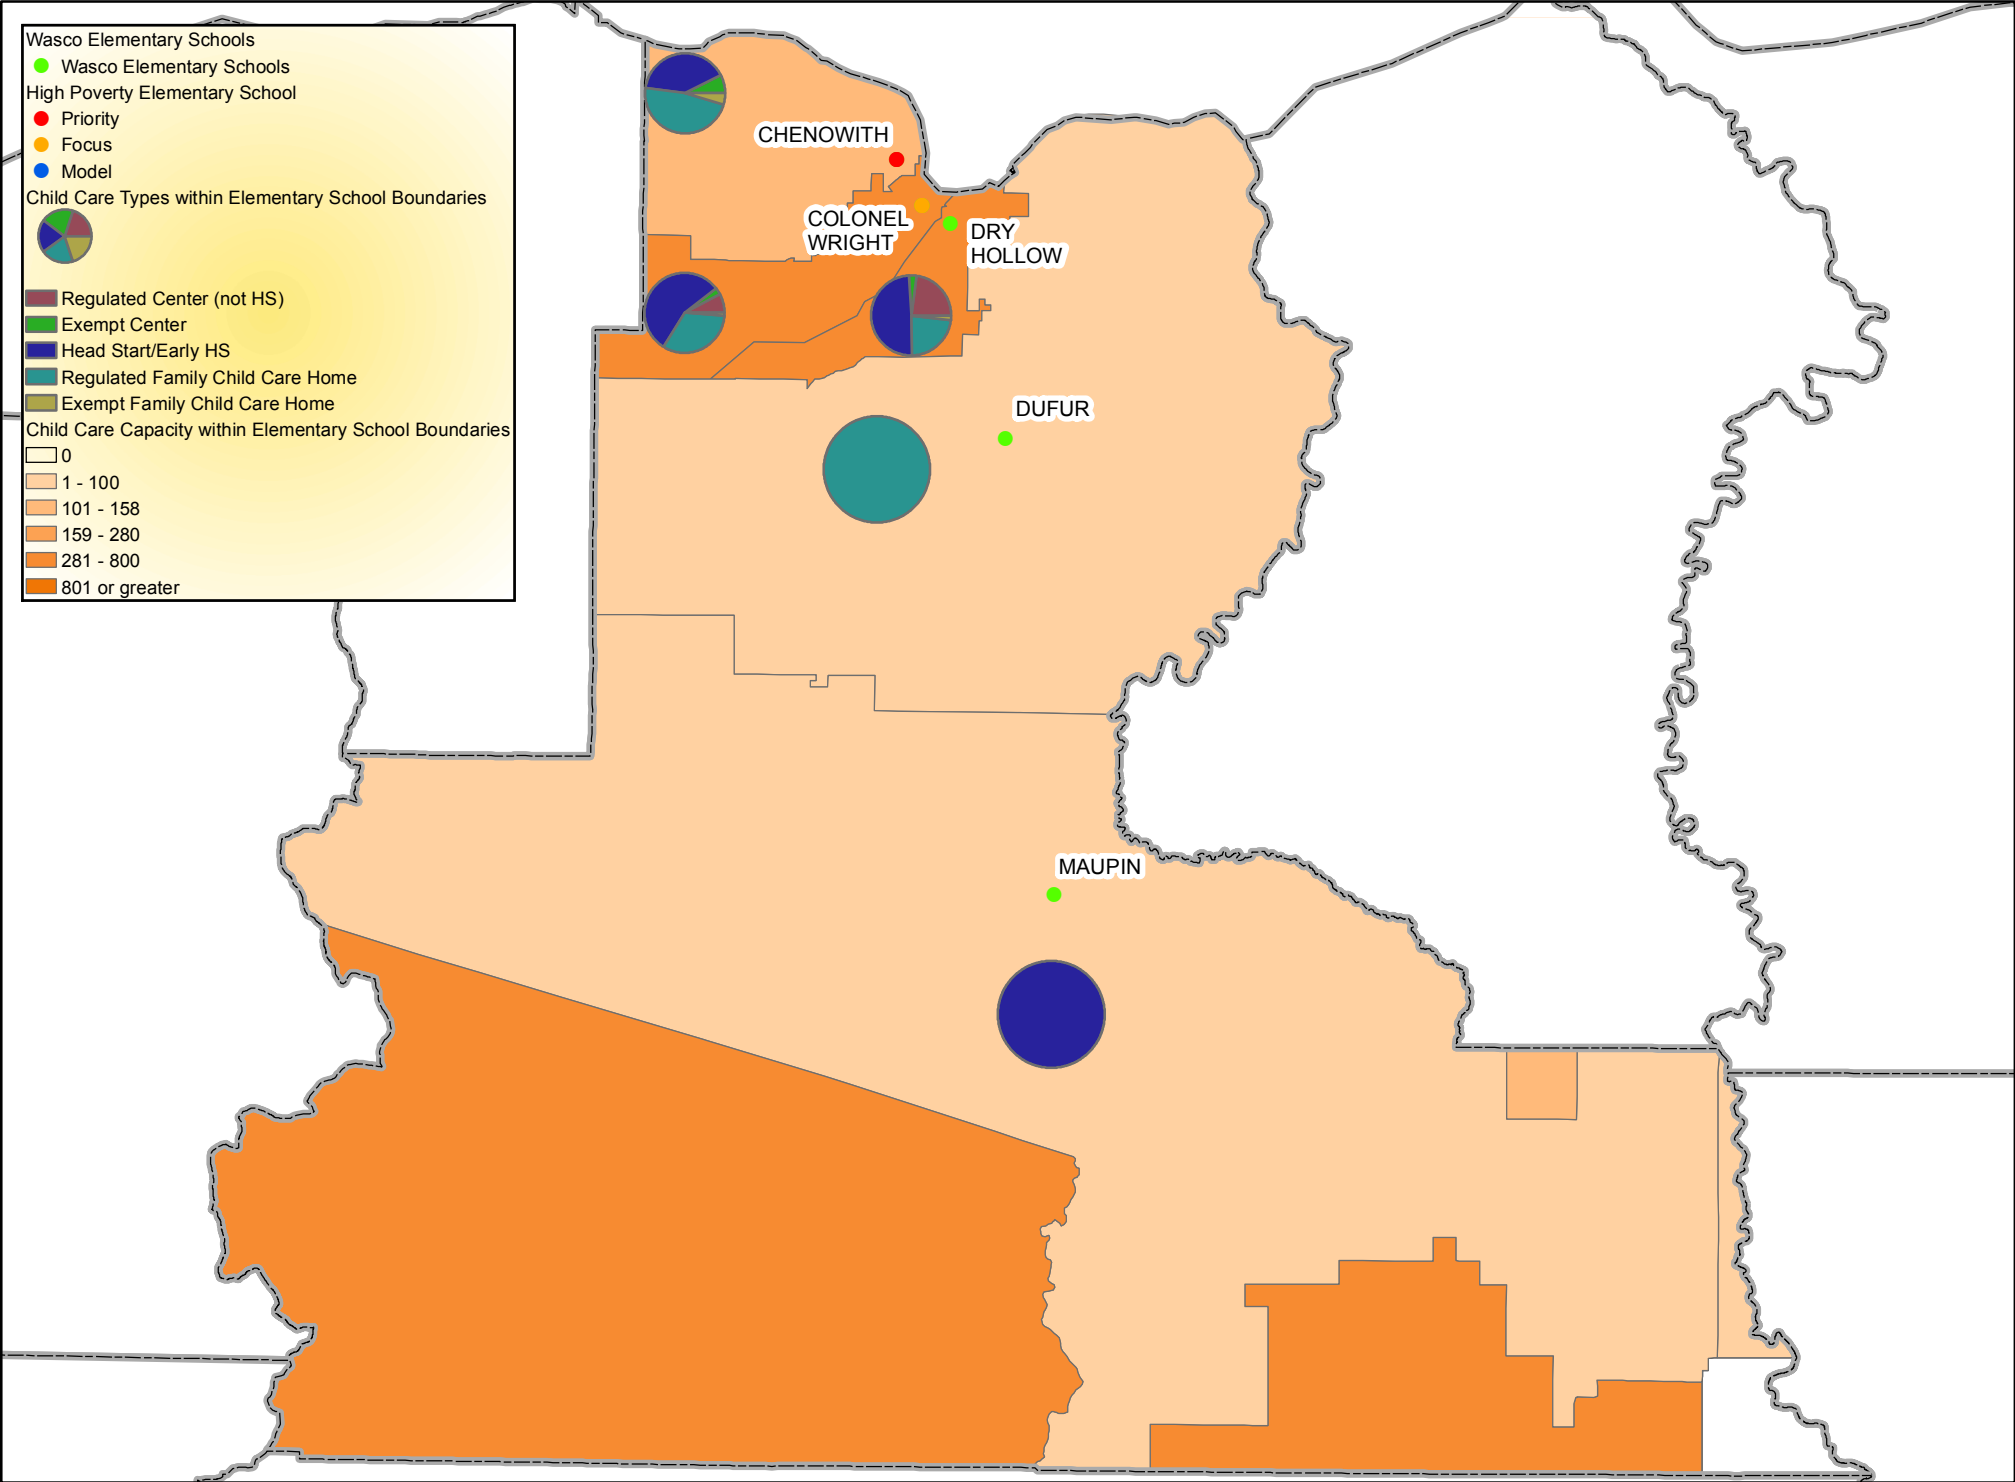 Wasco Elementary Schools
Wasco Elementary Schools
High Poverty Elementary School
Priority
Focus
Model
Child Care Types within Elementary School Boundaries
Regulated Center (not HS)
Exempt Center
Head Start/Early HS
Regulated Family Child Care Home
Exempt Family Child Care Home
Child Care Capacity within Elementary School Boundaries
0
1 - 100
101 - 158
159 - 280
281 - 800
801 or greater
CHENOWITH
COLONEL
WRIGHT
DRY
HOLLOW
DUFUR
MAUPIN